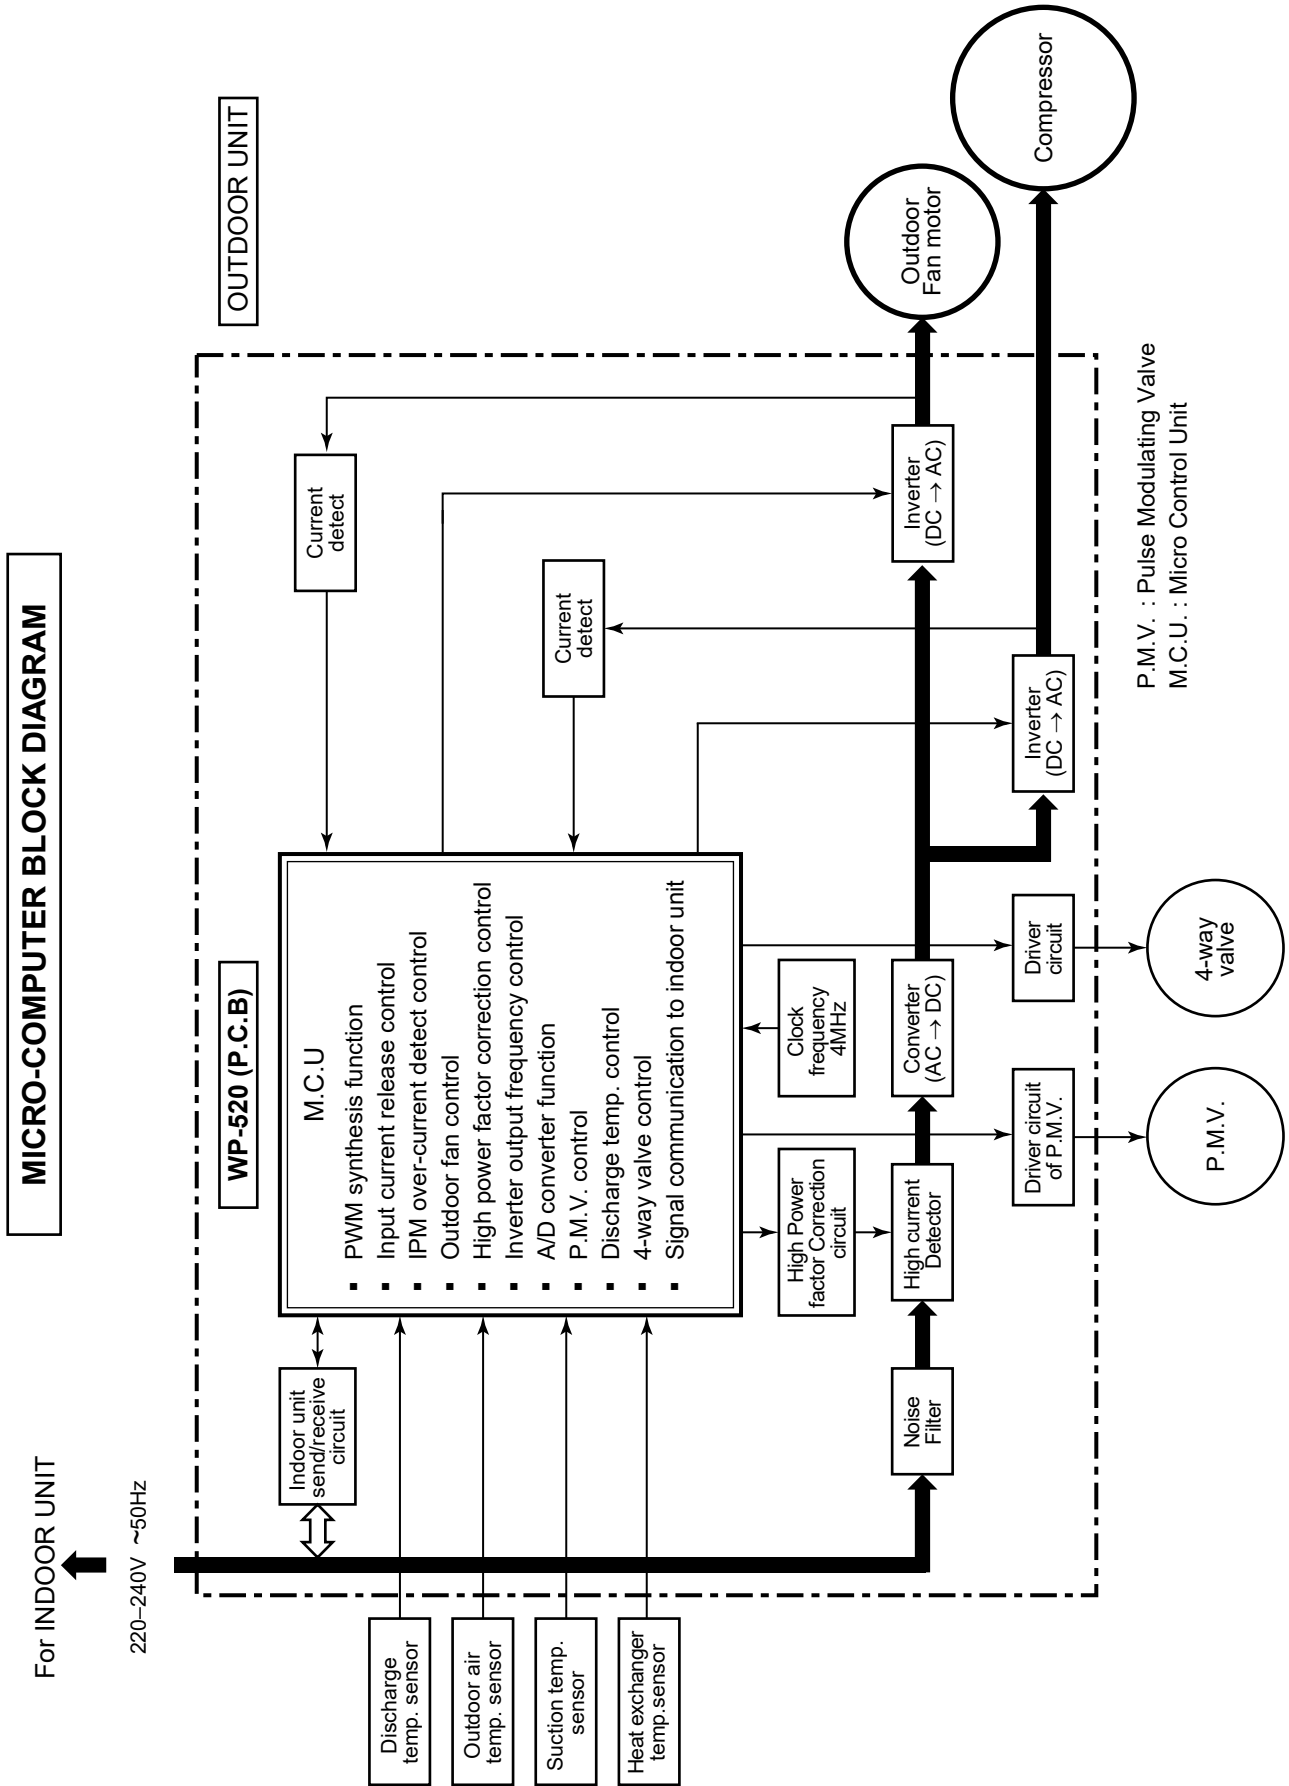 MICRO-COMPUTER BLOCK DIAGRAM
For INDOOR UNIT
220–240V ~50Hz
WP-520 (P.C.B)
OUTDOOR UNIT
Indoor unit
send/receive
circuit
M.C.U
▪ PWM synthesis function
▪ Input current release control
▪ IPM over-current detect control
▪ Outdoor fan control
▪ High power factor correction control
▪ Inverter output frequency control
▪ A/D converter function
▪ P.M.V. control
▪ Discharge temp. control
▪ 4-way valve control
▪ Signal communication to indoor unit
Current
detect
Current
detect
Discharge
temp. sensor
Outdoor air
temp. sensor
Suction temp.
sensor
Heat exchanger
temp.sensor
High Power
factor Correction
circuit
Clock
frequency
4MHz
Noise
Filter
High current
Detector
Converter
(AC → DC)
Inverter
(DC → AC)
Outdoor
Fan motor
Driver circuit
of P.M.V.
Driver
circuit
Inverter
(DC → AC)
Compressor
P.M.V.
4-way
valve
P.M.V. : Pulse Modulating Valve
M.C.U. : Micro Control Unit